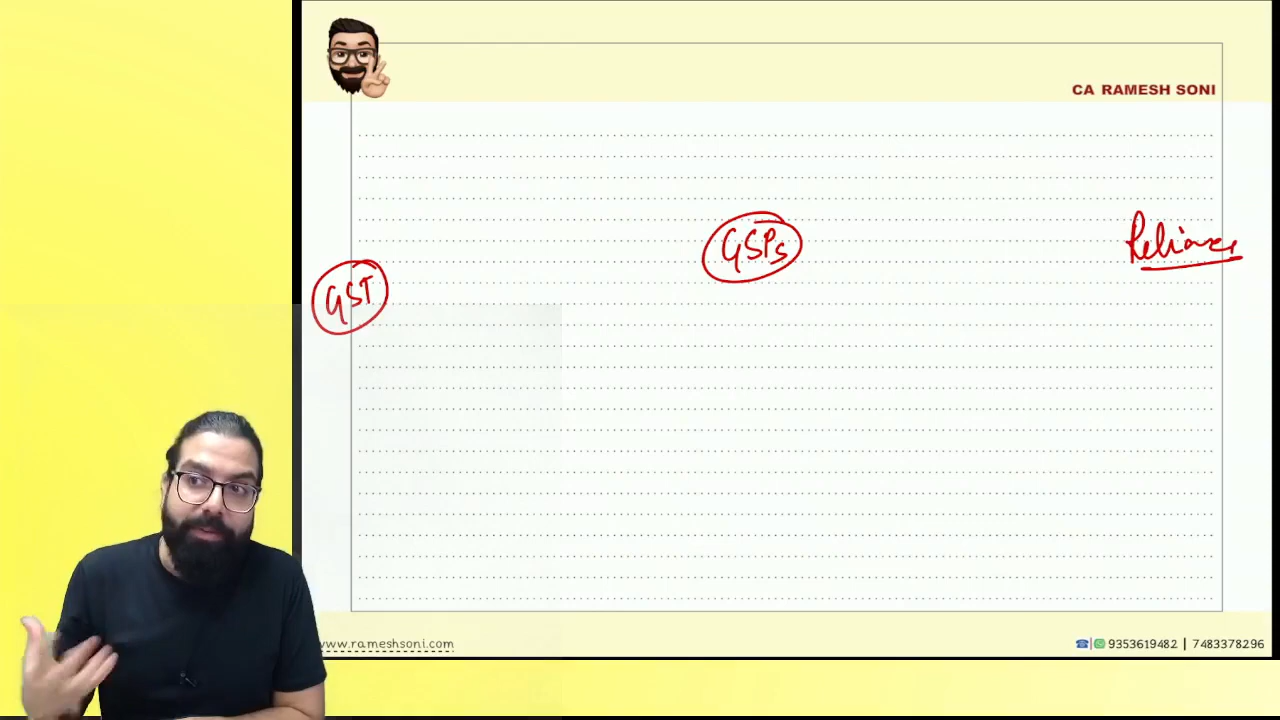 CA RAMESH SONI
GSPs
Reliance
GST
www.rameshsoni.com
9353619482 | 7483378296